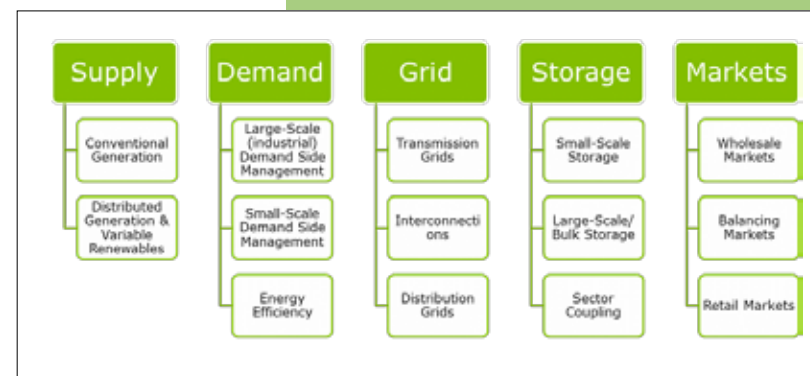 Supply
Conventional
Generation
Distributed
Generation &
Variable
Renewables
Demand
Large-Scale
(industrial)
Demand Side
Management
Small-Scale
Demand Side
Management
Energy
Efficiency
Grid
Transmission
Grids
Interconnecti
ons
Distribution
Grids
Storage
Small-Scale
Storage
Large-Scale/
Bulk Storage
Sector
Coupling
Markets
Wholesale
Markets
Balancing
Markets
Retail Markets